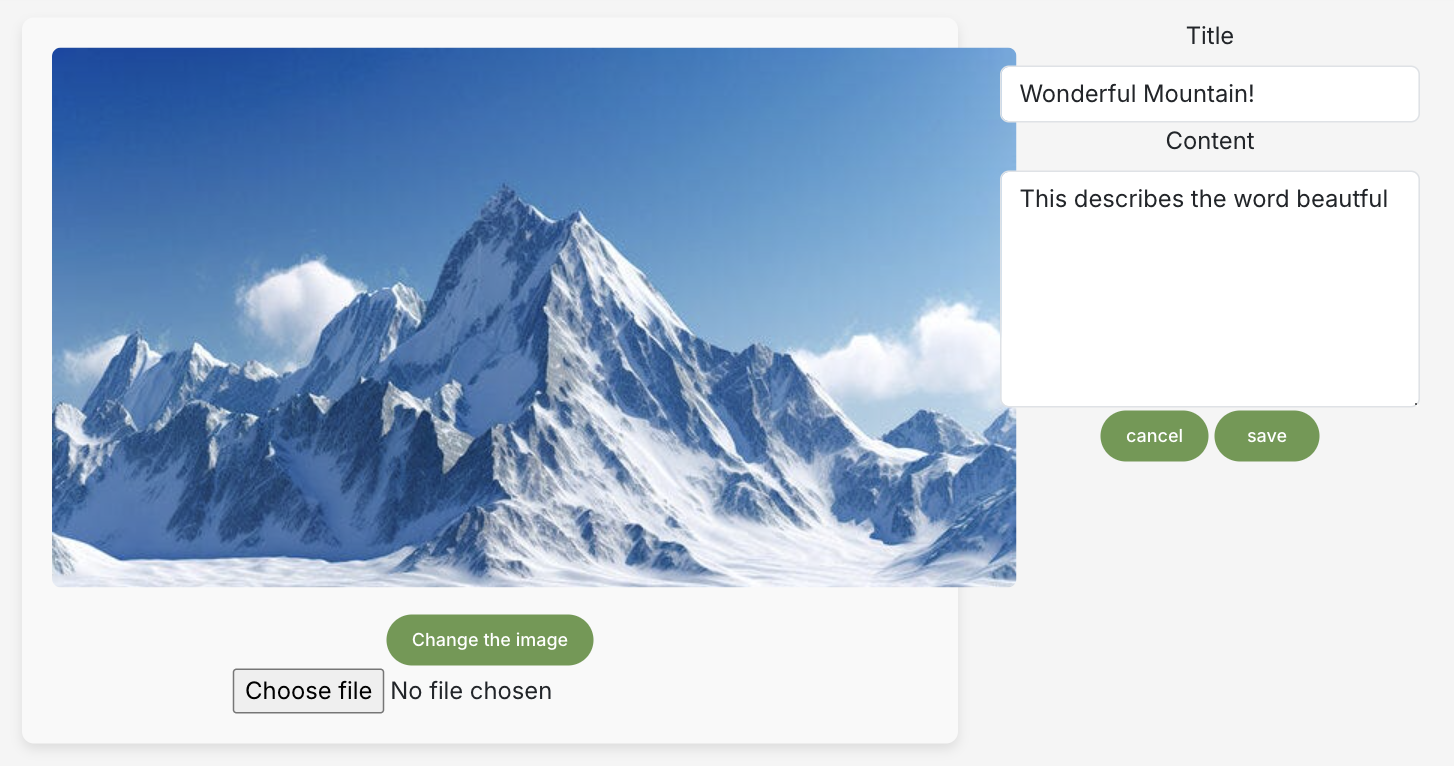 Title
Wonderful Mountain!
Content
This describes the word beautful
cancel
save
Change the image
Choose file No file chosen